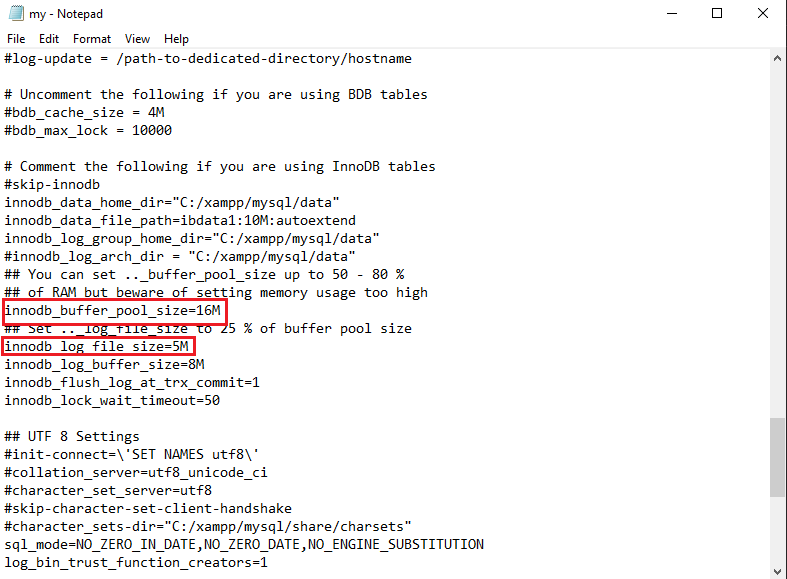 my - Notepad
File Edit Format View Help
#log-update = /path-to-dedicated-directory/hostname
# Uncomment the following if you are using BDB tables
#bdb_cache_size = 4M
#bdb_max_lock = 10000
# Comment the following if you are using InnoDB tables
#skip-innodb
innodb_data_home_dir="C:/xampp/mysql/data"
innodb_data_file_path=ibdata1:10M:autoextend
innodb_log_group_home_dir="C:/xampp/mysql/data"
#innodb_log_arch_dir = "C:/xampp/mysql/data"
## You can set .._buffer_pool_size up to 50 - 80 %
## of RAM but beware of setting memory usage too high
innodb_buffer_pool_size=16M
## Set .._log_file_size to 25 % of buffer pool size
innodb_log_file_size=5M
innodb_log_buffer_size=8M
innodb_flush_log_at_trx_commit=1
innodb_lock_wait_timeout=50
## UTF 8 Settings
#init-connect=\'SET NAMES utf8\'
#collation_server=utf8_unicode_ci
#character_set_server=utf8
#skip-character-set-client-handshake
#character_sets-dir="C:/xampp/mysql/share/charsets"
sql_mode=NO_ZERO_IN_DATE,NO_ZERO_DATE,NO_ENGINE_SUBSTITUTION
log_bin_trust_function_creators=1